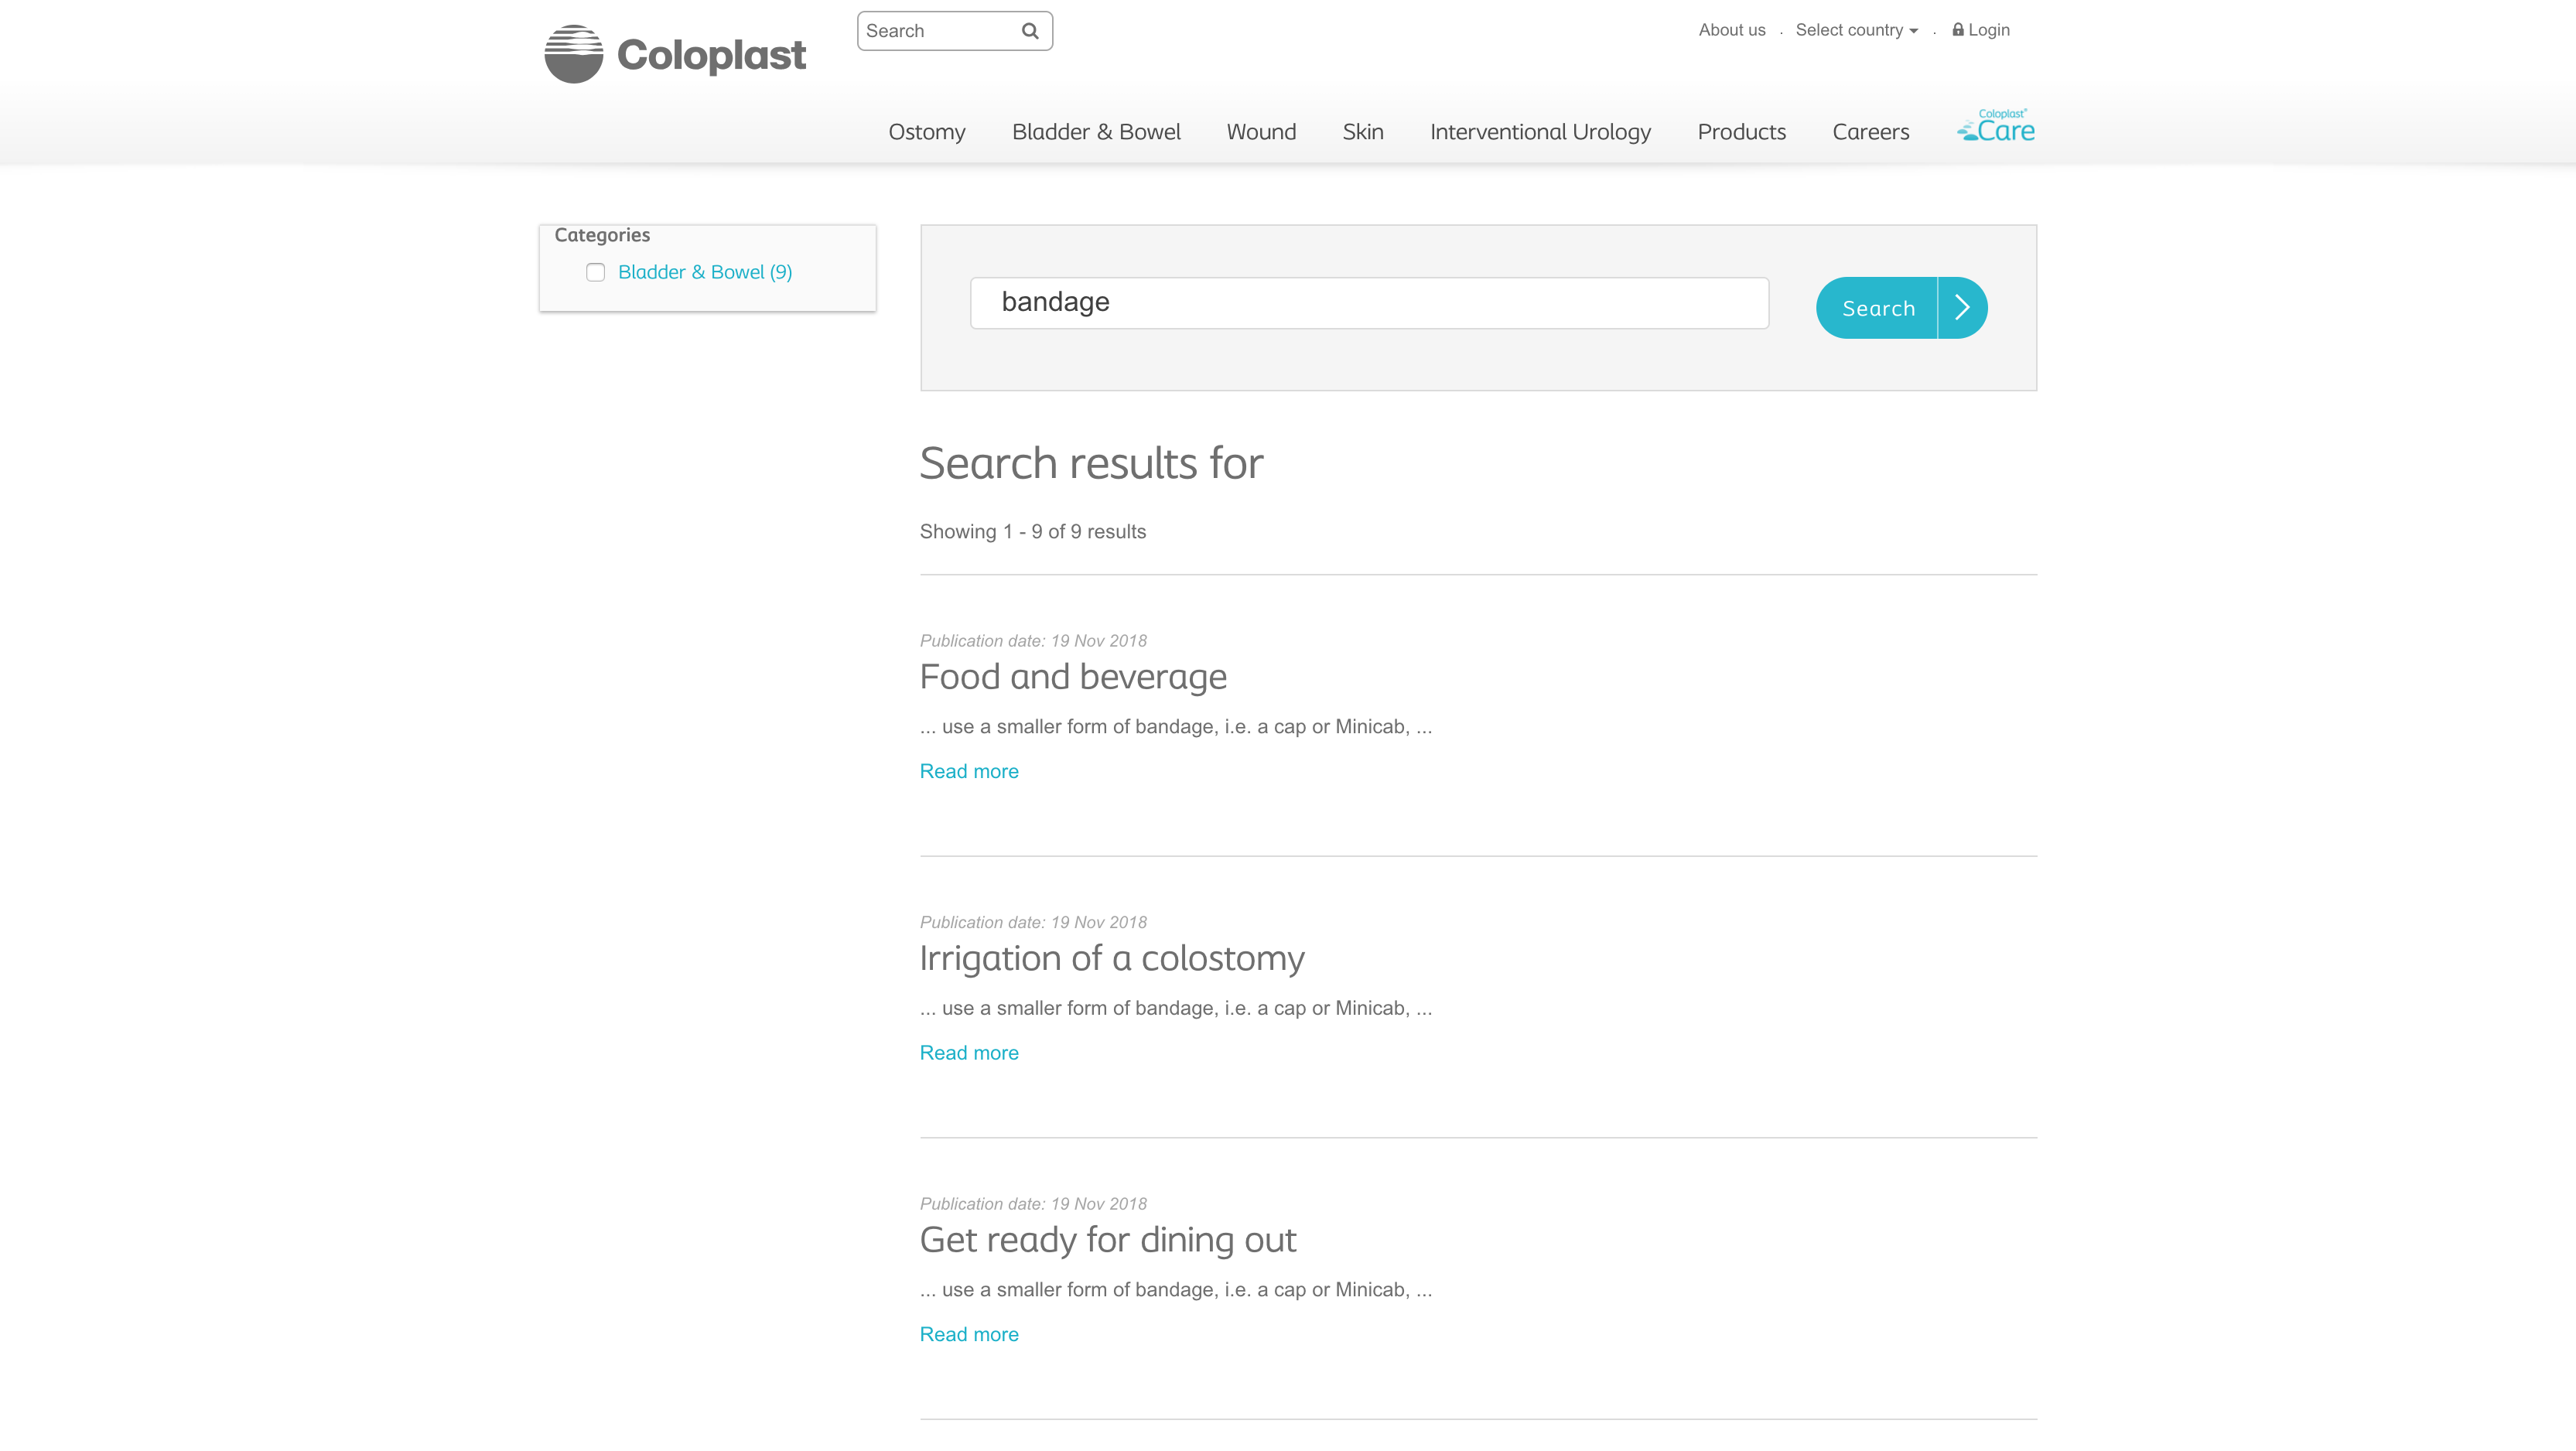 Coloplast
Search
About us . Select country . Login
Ostomy Bladder & Bowel Wound Skin Interventional Urology Products Careers Coloplast® Care
Categories
Bladder & Bowel (9)
bandage
Search
Search results for
Showing 1 - 9 of 9 results
Publication date: 19 Nov 2018
Food and beverage
... use a smaller form of bandage, i.e. a cap or Minicab, ...
Read more
Publication date: 19 Nov 2018
Irrigation of a colostomy
... use a smaller form of bandage, i.e. a cap or Minicab, ...
Read more
Publication date: 19 Nov 2018
Get ready for dining out
... use a smaller form of bandage, i.e. a cap or Minicab, ...
Read more